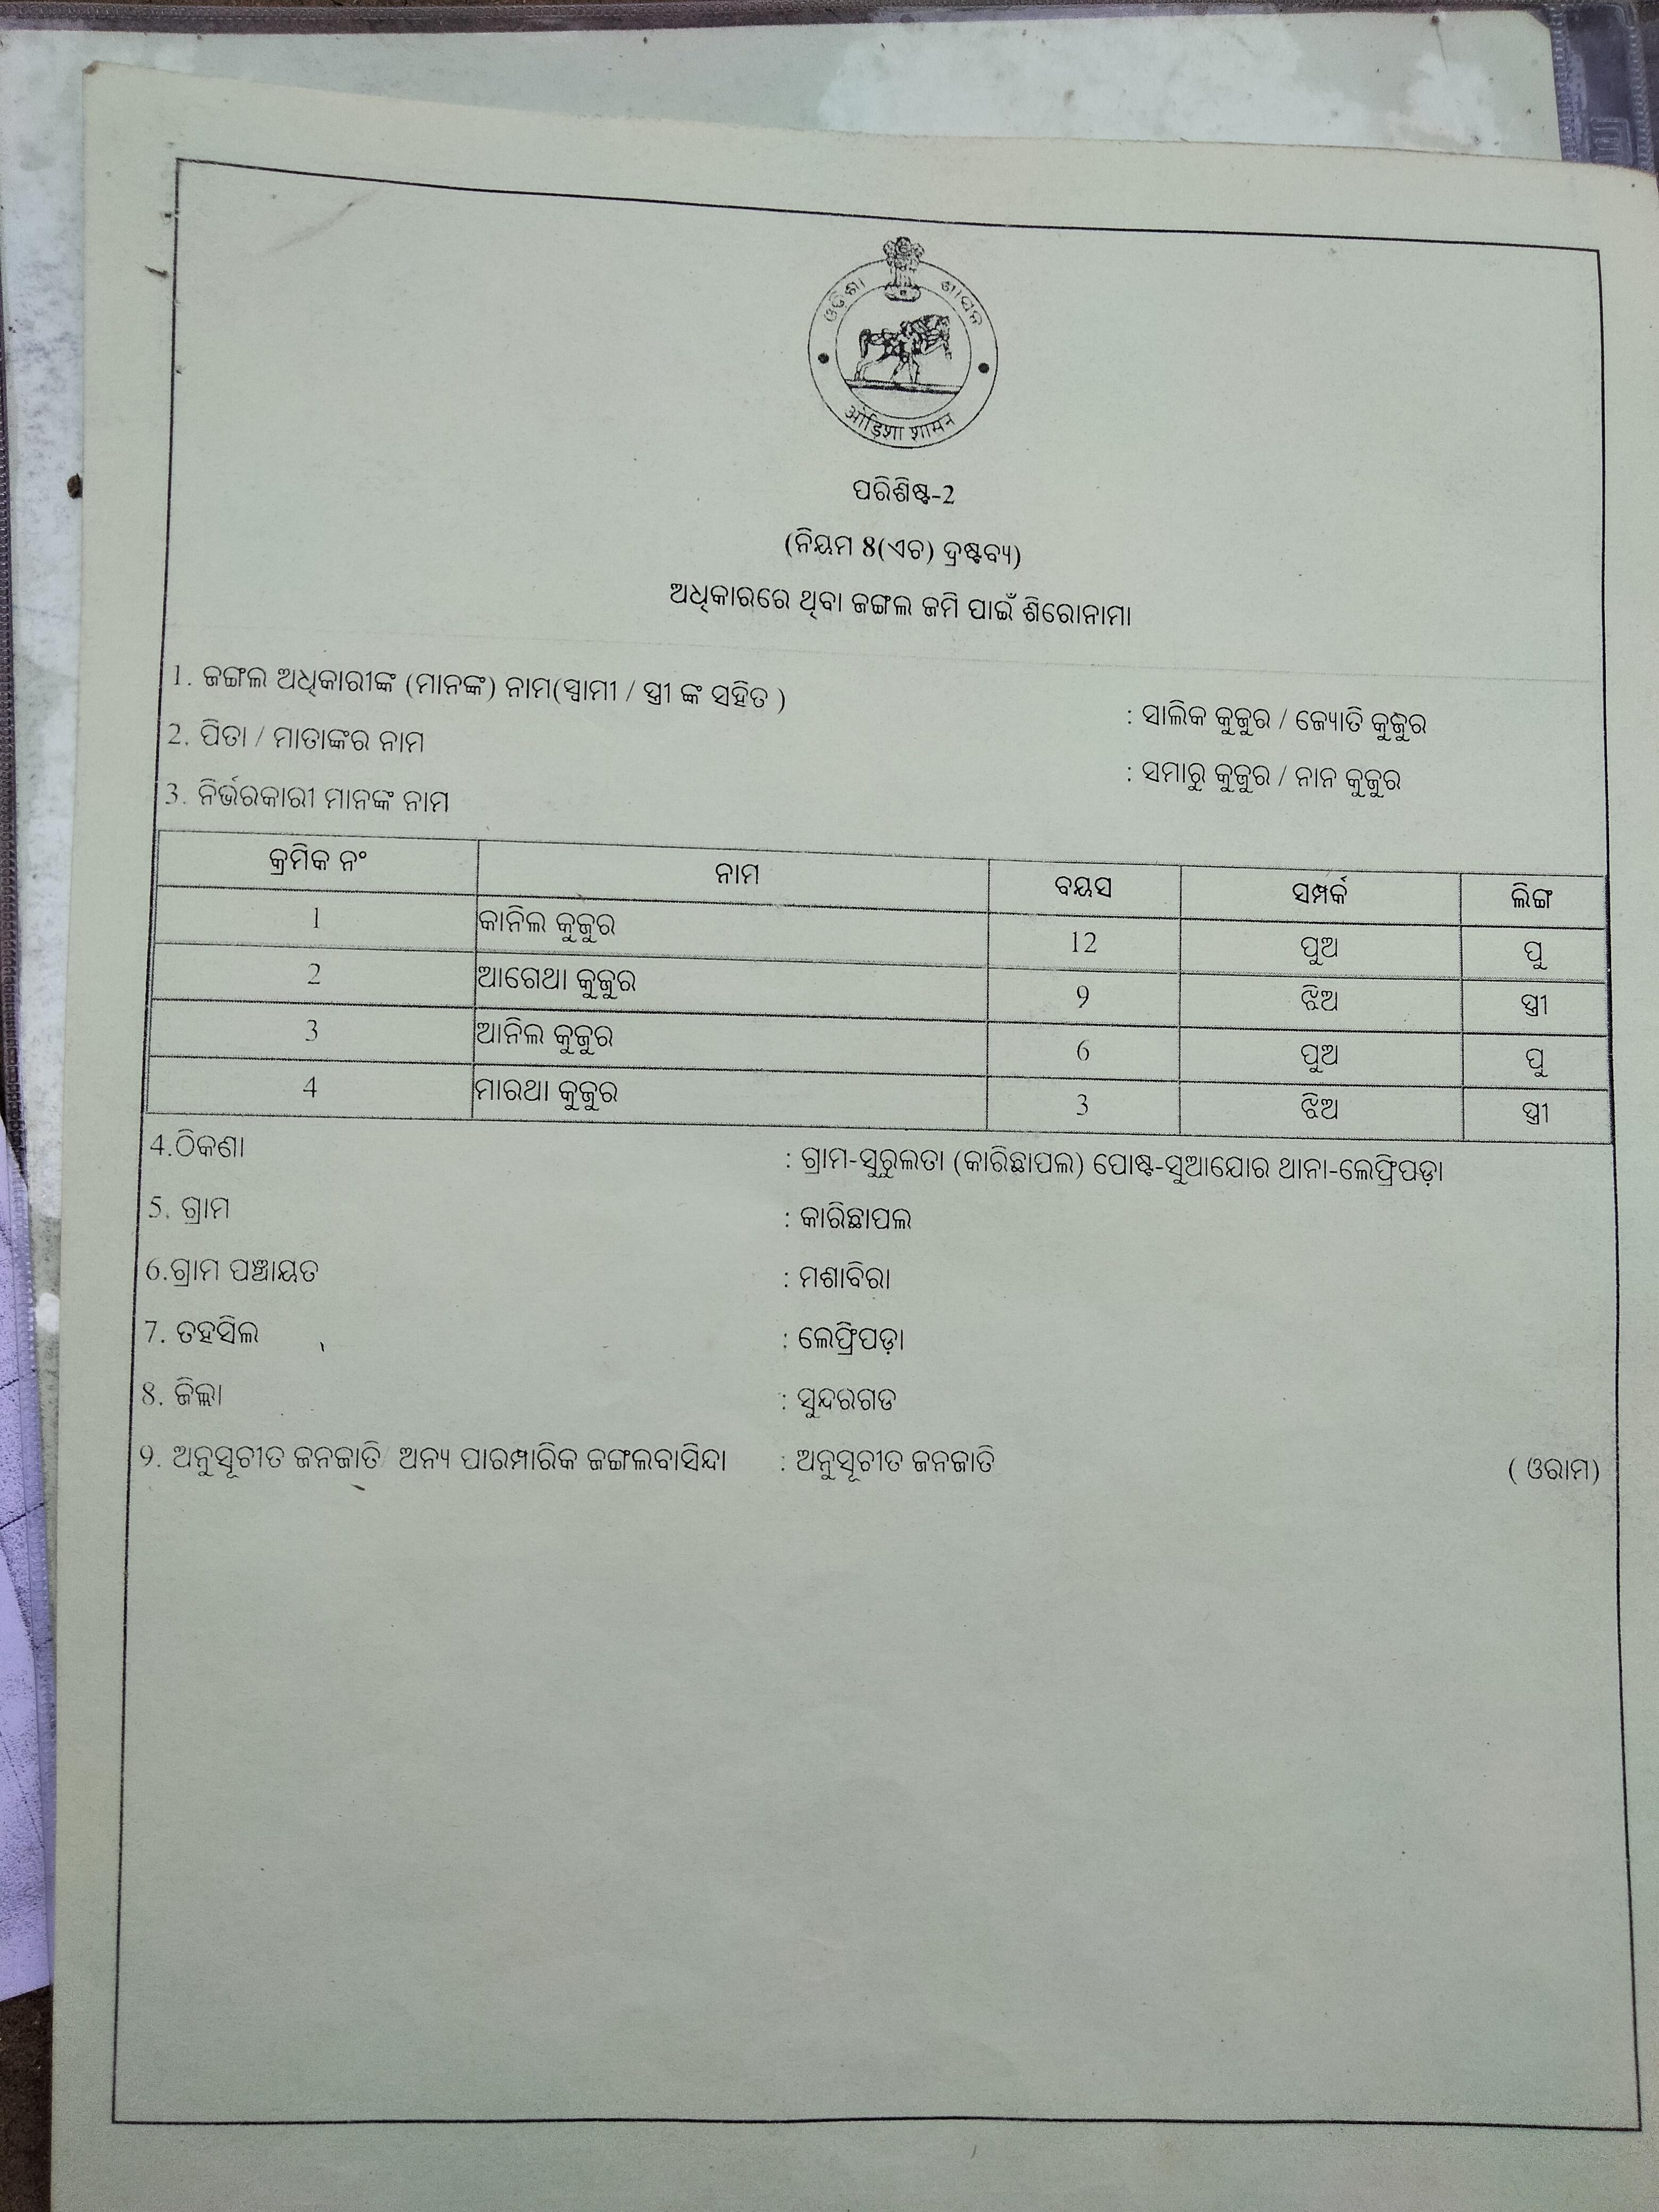 ଓଡ଼ିଶା ଶାସନ
ओड़िशा शासन
ପରିଶିଷ୍ଟ-2
(ନିୟମ 8(ଏଚ) ଦ୍ରଷ୍ଟବ୍ୟ)
ଅଧିକାରରେ ଥିବା ଜଙ୍ଗଲ ଜମି ପାଇଁ ଶିରୋନାମା
1. ଜଙ୍ଗଲ ଅଧିକାରୀଙ୍କ (ମାନଙ୍କ) ନାମ(ସ୍ଵାମୀ / ସ୍ତ୍ରୀ ଙ୍କ ସହିତ ) : ସାଲିକ କୁଜୁର / ଜ୍ୟୋତି କୁଜୁର
2. ପିତା / ମାତାଙ୍କର ନାମ : ସମାରୁ କୁଜୁର / ନାନ କୁଜୁର
3. ନିର୍ଭରକାରୀ ମାନଙ୍କ ନାମ
କ୍ରମିକ ନଂ ନାମ ବୟସ ସମ୍ପର୍କ ଲିଙ୍ଗ
1 କାନିଲ କୁଜୁର 12 ପୁଅ ପୁ
2 ଆଗେଥା କୁଜୁର 9 ଝିଅ ସ୍ତ୍ରୀ
3 ଆନିଲ କୁଜୁର 6 ପୁଅ ପୁ
4 ମାରଥା କୁଜୁର 3 ଝିଅ ସ୍ତ୍ରୀ
4.ଠିକଣା : ଗ୍ରାମ-ସୁରୁଲତା (କାରିଛାପଲ) ପୋଷ୍ଟ-ସୁଆଯୋର ଥାନା-ଲେଫ୍ରିପଡ଼ା
5. ଗ୍ରାମ : କାରିଛାପଲ
6.ଗ୍ରାମ ପଞ୍ଚାୟତ : ମଶାବିରା
7. ତହସିଲ : ଲେଫ୍ରିପଡ଼ା
8. ଜିଲ୍ଲା : ସୁନ୍ଦରଗଡ
9. ଅନୁସୂଚୀତ ଜନଜାତି/ ଅନ୍ୟ ପାରମ୍ପାରିକ ଜଙ୍ଗଲବାସିନ୍ଦା : ଅନୁସୂଚୀତ ଜନଜାତି ( ଓରାମ)